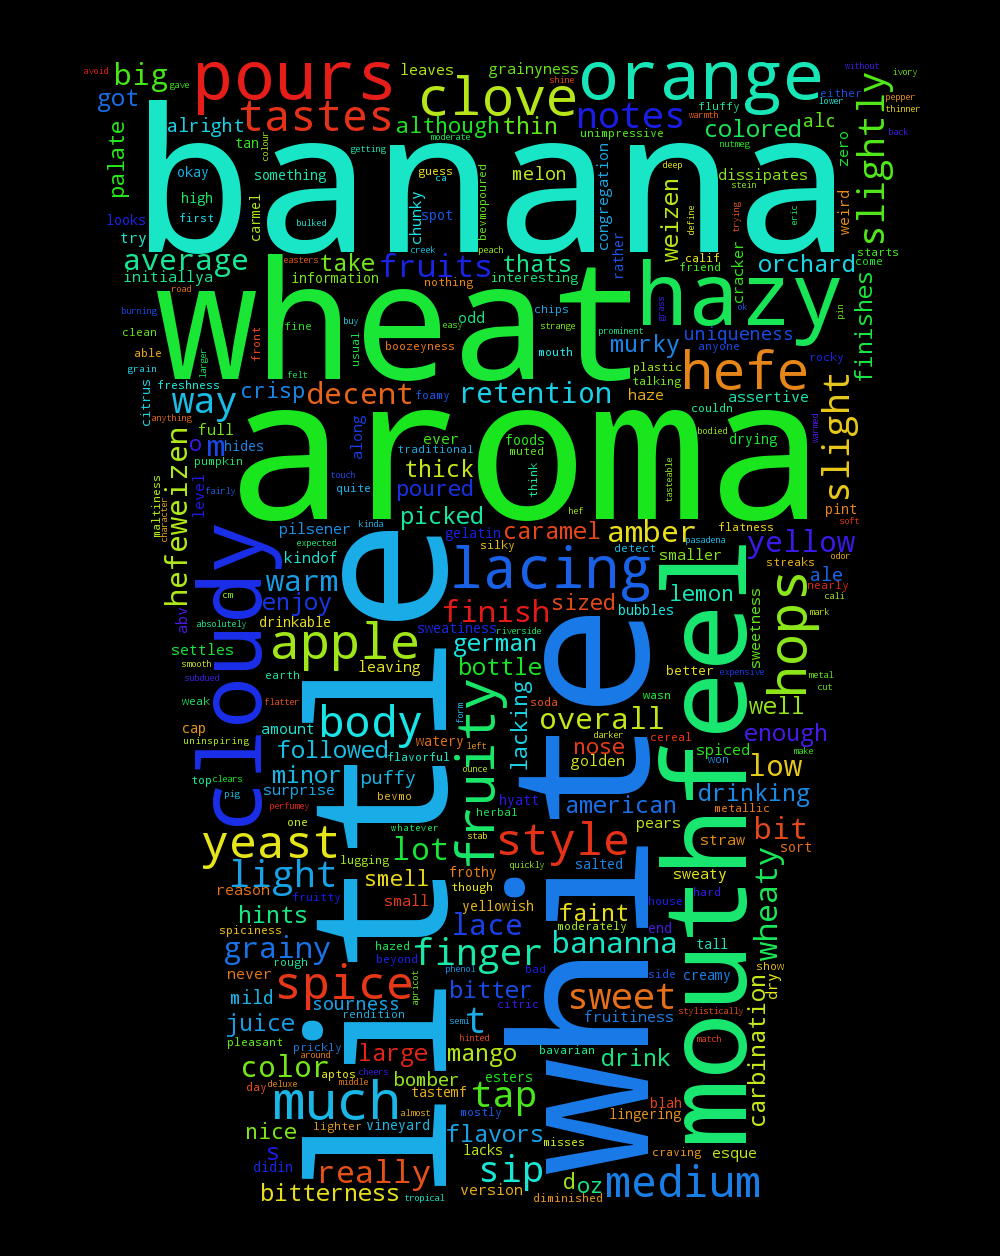 avoid
big
gave
pours
leaves
grainyness
shine
orange
without
ivory
got
clove
fluffy
either
lower
pepper
thinner
alright
tastes
although
thin
notes
warmth
colored
alc
slightly
back
palate
tan
colour
moderate
unimpressive
nutmeg
zero
banana
getting
okay
something
guess
melon
deep
dissipates
high
carmel
ca
bevmopoured
congregation
weizen
stein
looks
first
bulked
chunky
spot
define
trying
eric
weird
try
creek
peach
rather
calif
starts
average
easters
take
fruits
thats
friend
cracker
orchard
come
initiallya
information
nothing
interesting
hazy
finishes
road
wheat
burning
fine
buy
easy
odd
chips
grass
ok
pin
clean
front
usual
boozeyness
strange
prominent
uniqueness
able
larger
mouth
murky
anyone
rocky
grain
felt
plastic
hefe
citrus
freshness
crisp
decent
foamy
retention
talking
haze
assertive
way
slight
anything
full
along
aroma
couldn
o
m
hides
ever
foods
bodied
drying
warmed
pumpkin
traditional
muted
hefeweizen
level
touch
thick
think
tasteable
maltiness
character
fairly
quite
poured
hef
pint
kinda
picked
soft
cloudy
pilsener
gelatin
caramel
amber
flatness
expected
silky
detect
pasadena
yellow
kindof
little
lacing
smaller
streaks
odor
warm
ale
nearly
cm
enjoy
finish
sized
bubbles
lemon
hops
cali
abv
absolutely
drinkable
sweatiness
riverside
white
mouthfeel
sweetness
mark
settles
apple
german
smooth
leaving
bottle
better
metal
subdued
earth
fruity
expensive
cut
weak
flatter
body
form
lacking
soda
wasn
well
cap
amount
overall
uninspiring
followed
watery
left
darker
nose
cereal
enough
flavorful
golden
spiced
make
top
clears
minor
puffy
ounce
won
low
pig
surprise
bevmo
hyatt
american
drinking
perfumey
herbal
metallic
one
whatever
stab
pears
bit
yeast
lot
style
straw
sort
lugging
quickly
salted
light
smell
frothy
sweaty
wheaty
reason
fruitty
small
though
yellowish
house
hard
hints
lace
faint
spiciness
moderately
end
grainy
hazed
finger
bananna
tall
rough
beyond
phenol
bad
show
never
spice
apricot
side
creamy
dry
mild
sourness
bitter
citric
sweet
carbination
rendition
fruitiness
stylistically
juice
semi
t
pleasant
prickly
hinted
match
around
large
mango
bavarian
drink
color
aptos
cheers
day
deluxe
middle
bomber
esters
much
tastemf
tap
blah
almost
mostly
lingering
lighter
vineyard
nice
flavors
misses
s
lacks
craving
esque
didin
really
sip
d
oz
medium
bitterness
tropical
version
diminished